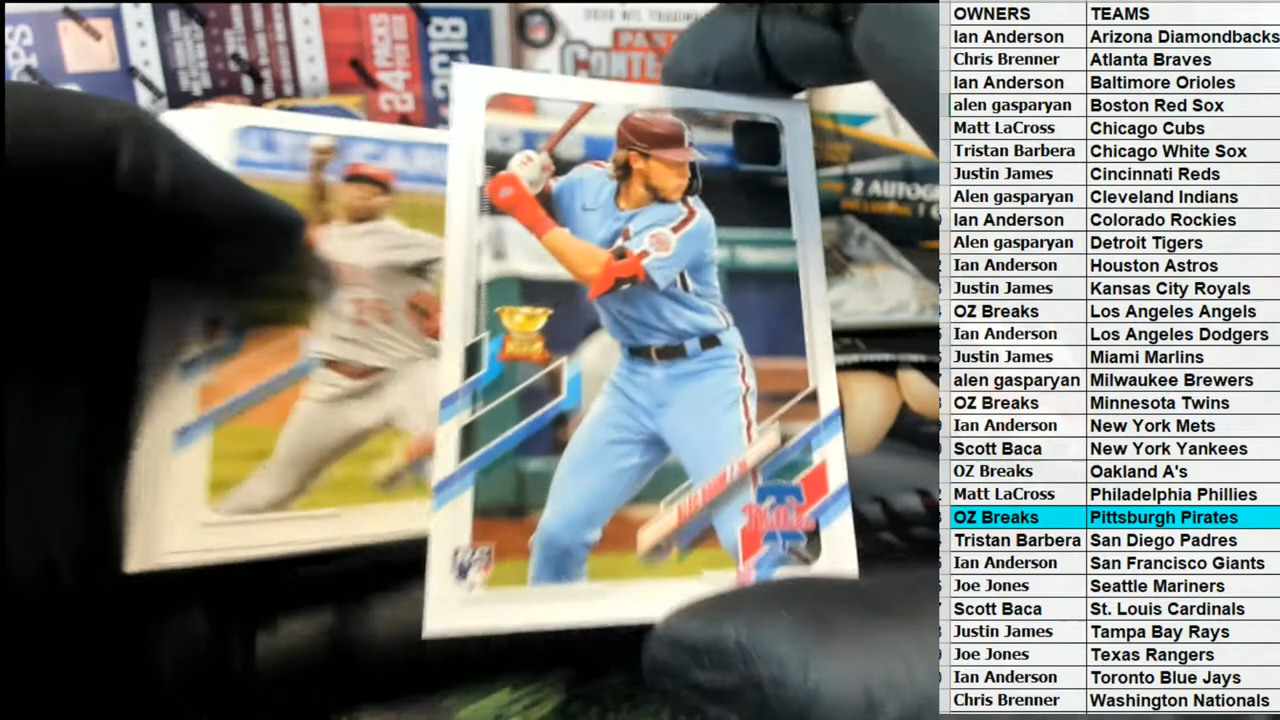 OWNERS TEAMS
Ian Anderson Arizona Diamondbacks
Chris Brenner Atlanta Braves
Ian Anderson Baltimore Orioles
alen gasparyan Boston Red Sox
Matt LaCross Chicago Cubs
Tristan Barbera Chicago White Sox
Justin James Cincinnati Reds
Alen gasparyan Cleveland Indians
Ian Anderson Colorado Rockies
Alen gasparyan Detroit Tigers
Ian Anderson Houston Astros
Justin James Kansas City Royals
OZ Breaks Los Angeles Angels
Ian Anderson Los Angeles Dodgers
Justin James Miami Marlins
alen gasparyan Milwaukee Brewers
OZ Breaks Minnesota Twins
Ian Anderson New York Mets
Scott Baca New York Yankees
OZ Breaks Oakland A's
Matt LaCross Philadelphia Phillies
OZ Breaks Pittsburgh Pirates
Tristan Barbera San Diego Padres
Ian Anderson San Francisco Giants
Joe Jones Seattle Mariners
Scott Baca St. Louis Cardinals
Justin James Tampa Bay Rays
Joe Jones Texas Rangers
Ian Anderson Toronto Blue Jays
Chris Brenner Washington Nationals
24 PACKS
2018
2 AUTOG